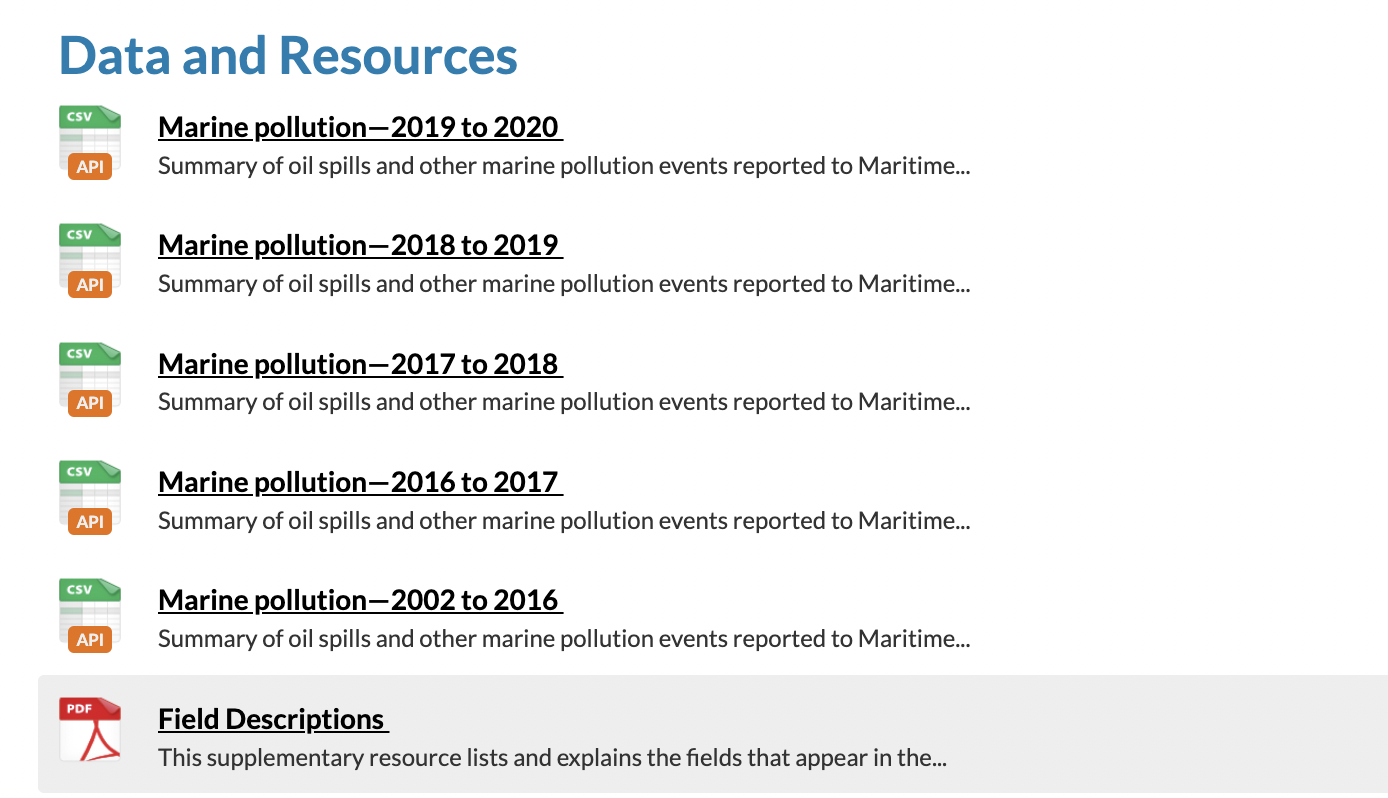 Data and Resources
CSV
API
Marine pollution—2019 to 2020
Summary of oil spills and other marine pollution events reported to Maritime...
CSV
API
Marine pollution—2018 to 2019
Summary of oil spills and other marine pollution events reported to Maritime...
CSV
API
Marine pollution—2017 to 2018
Summary of oil spills and other marine pollution events reported to Maritime...
CSV
API
Marine pollution—2016 to 2017
Summary of oil spills and other marine pollution events reported to Maritime...
CSV
API
Marine pollution—2002 to 2016
Summary of oil spills and other marine pollution events reported to Maritime...
PDF
Field Descriptions
This supplementary resource lists and explains the fields that appear in the...